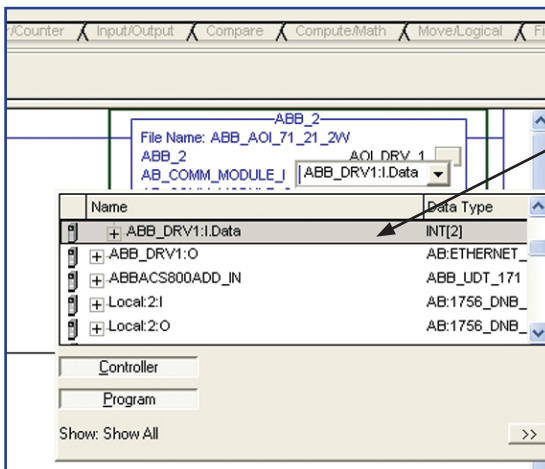 r/Counter Input/Output Compare Compute/Math Move/Logical Fi
ABB_2
File Name: ABB_AOI_71_21_2W
ABB_2 AOI_DRV_1
AB_COMM_MODULE_I ABB_DRV1:I.Data
Name Data Type
ABB_DRV1:I.Data INT[2]
ABB_DRV1:O AB:ETHERNET_
ABBACS800ADD_IN ABB_UDT_171
Local:2:I AB:1756_DNB_
Local:2:O AB:1756_DNB_
Controller
Program
Show: Show All
>>